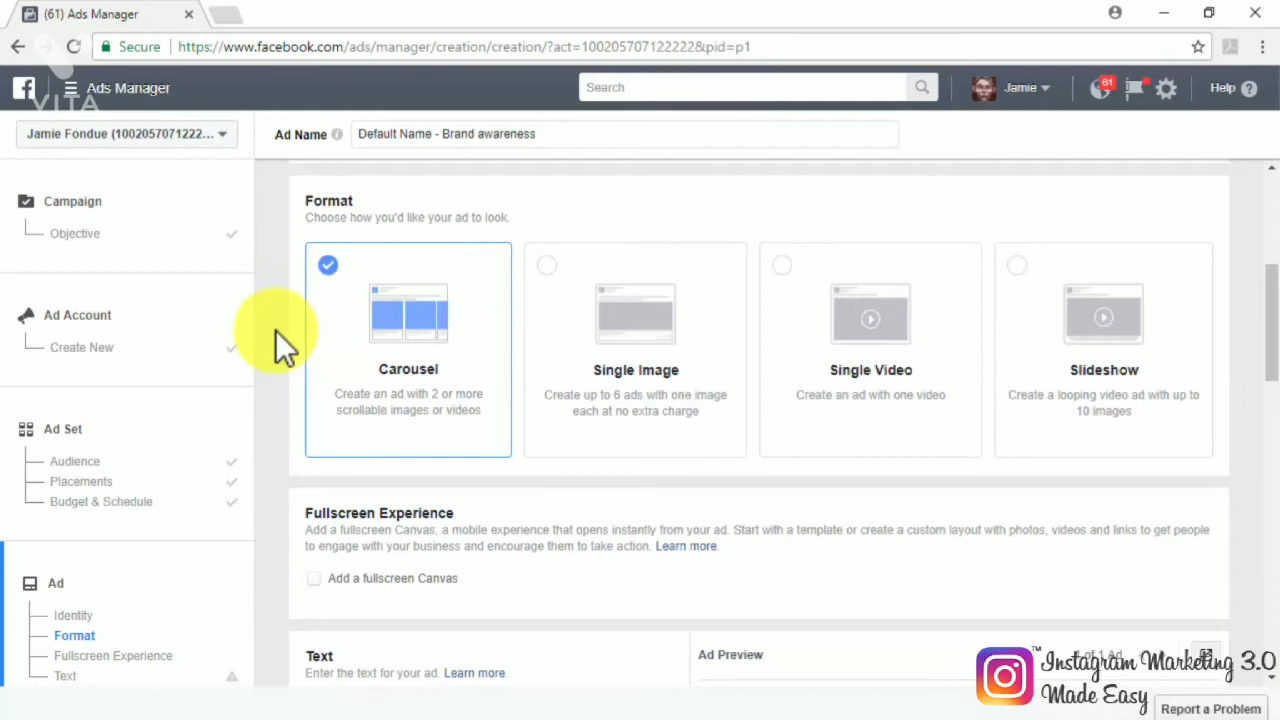 (61) Ads Manager
Secure
https://www.facebook.com/ads/manager/creation/creation/?act=1002057071222222&pid=p1
VITA
Ads Manager
Search
Jamie
61
Help
Jamie Fondue (1002057071222...
Ad Name
Default Name - Brand awareness
Campaign
Objective
Ad Account
Create New
Ad Set
Audience
Placements
Budget & Schedule
Ad
Identity
Format
Fullscreen Experience
Text
Format
Choose how you'd like your ad to look.
Carousel
Create an ad with 2 or more
scrollable images or videos
Single Image
Create up to 6 ads with one image
each at no extra charge
Single Video
Create an ad with one video
Slideshow
Create a looping video ad with up to
10 images
Fullscreen Experience
Add a fullscreen Canvas, a mobile experience that opens instantly from your ad. Start with a template or create a custom layout with photos, videos and links to get people
to engage with your business and encourage them to take action. Learn more.
Add a fullscreen Canvas
Text
Enter the text for your ad. Learn more.
Ad Preview
1 of 1 Ad
Instagram Marketing 3.0
Made Easy
TM
Report a Problem